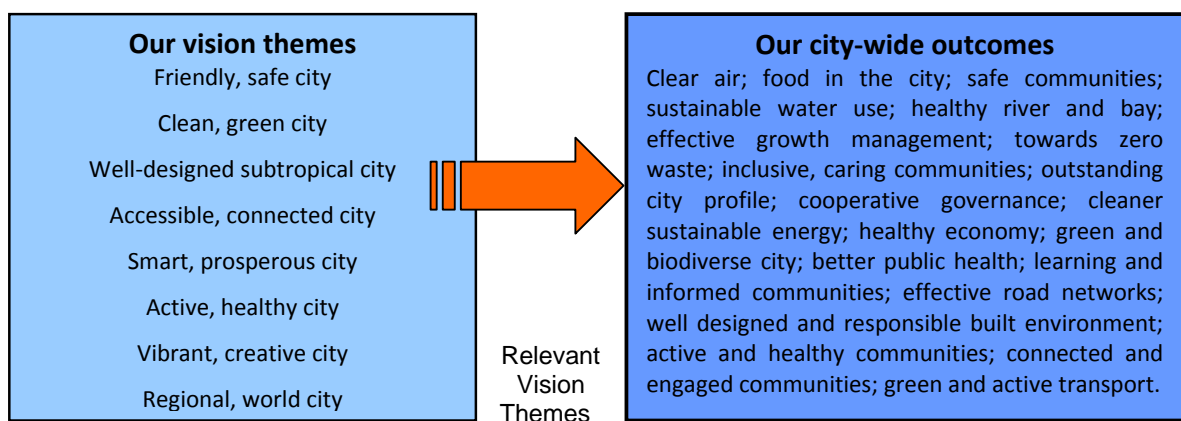 Our vision themes
Friendly, safe city
Clean, green city
Well-designed subtropical city
Accessible, connected city
Smart, prosperous city
Active, healthy city
Vibrant, creative city
Regional, world city
Relevant
Vision
Themes
Our city-wide outcomes
Clear air; food in the city; safe communities;
sustainable water use; healthy river and bay;
effective growth management; towards zero
waste; inclusive, caring communities; outstanding
city profile; cooperative governance; cleaner
sustainable energy; healthy economy; green and
biodiverse city; better public health; learning and
informed communities; effective road networks;
well designed and responsible built environment;
active and healthy communities; connected and
engaged communities; green and active transport.